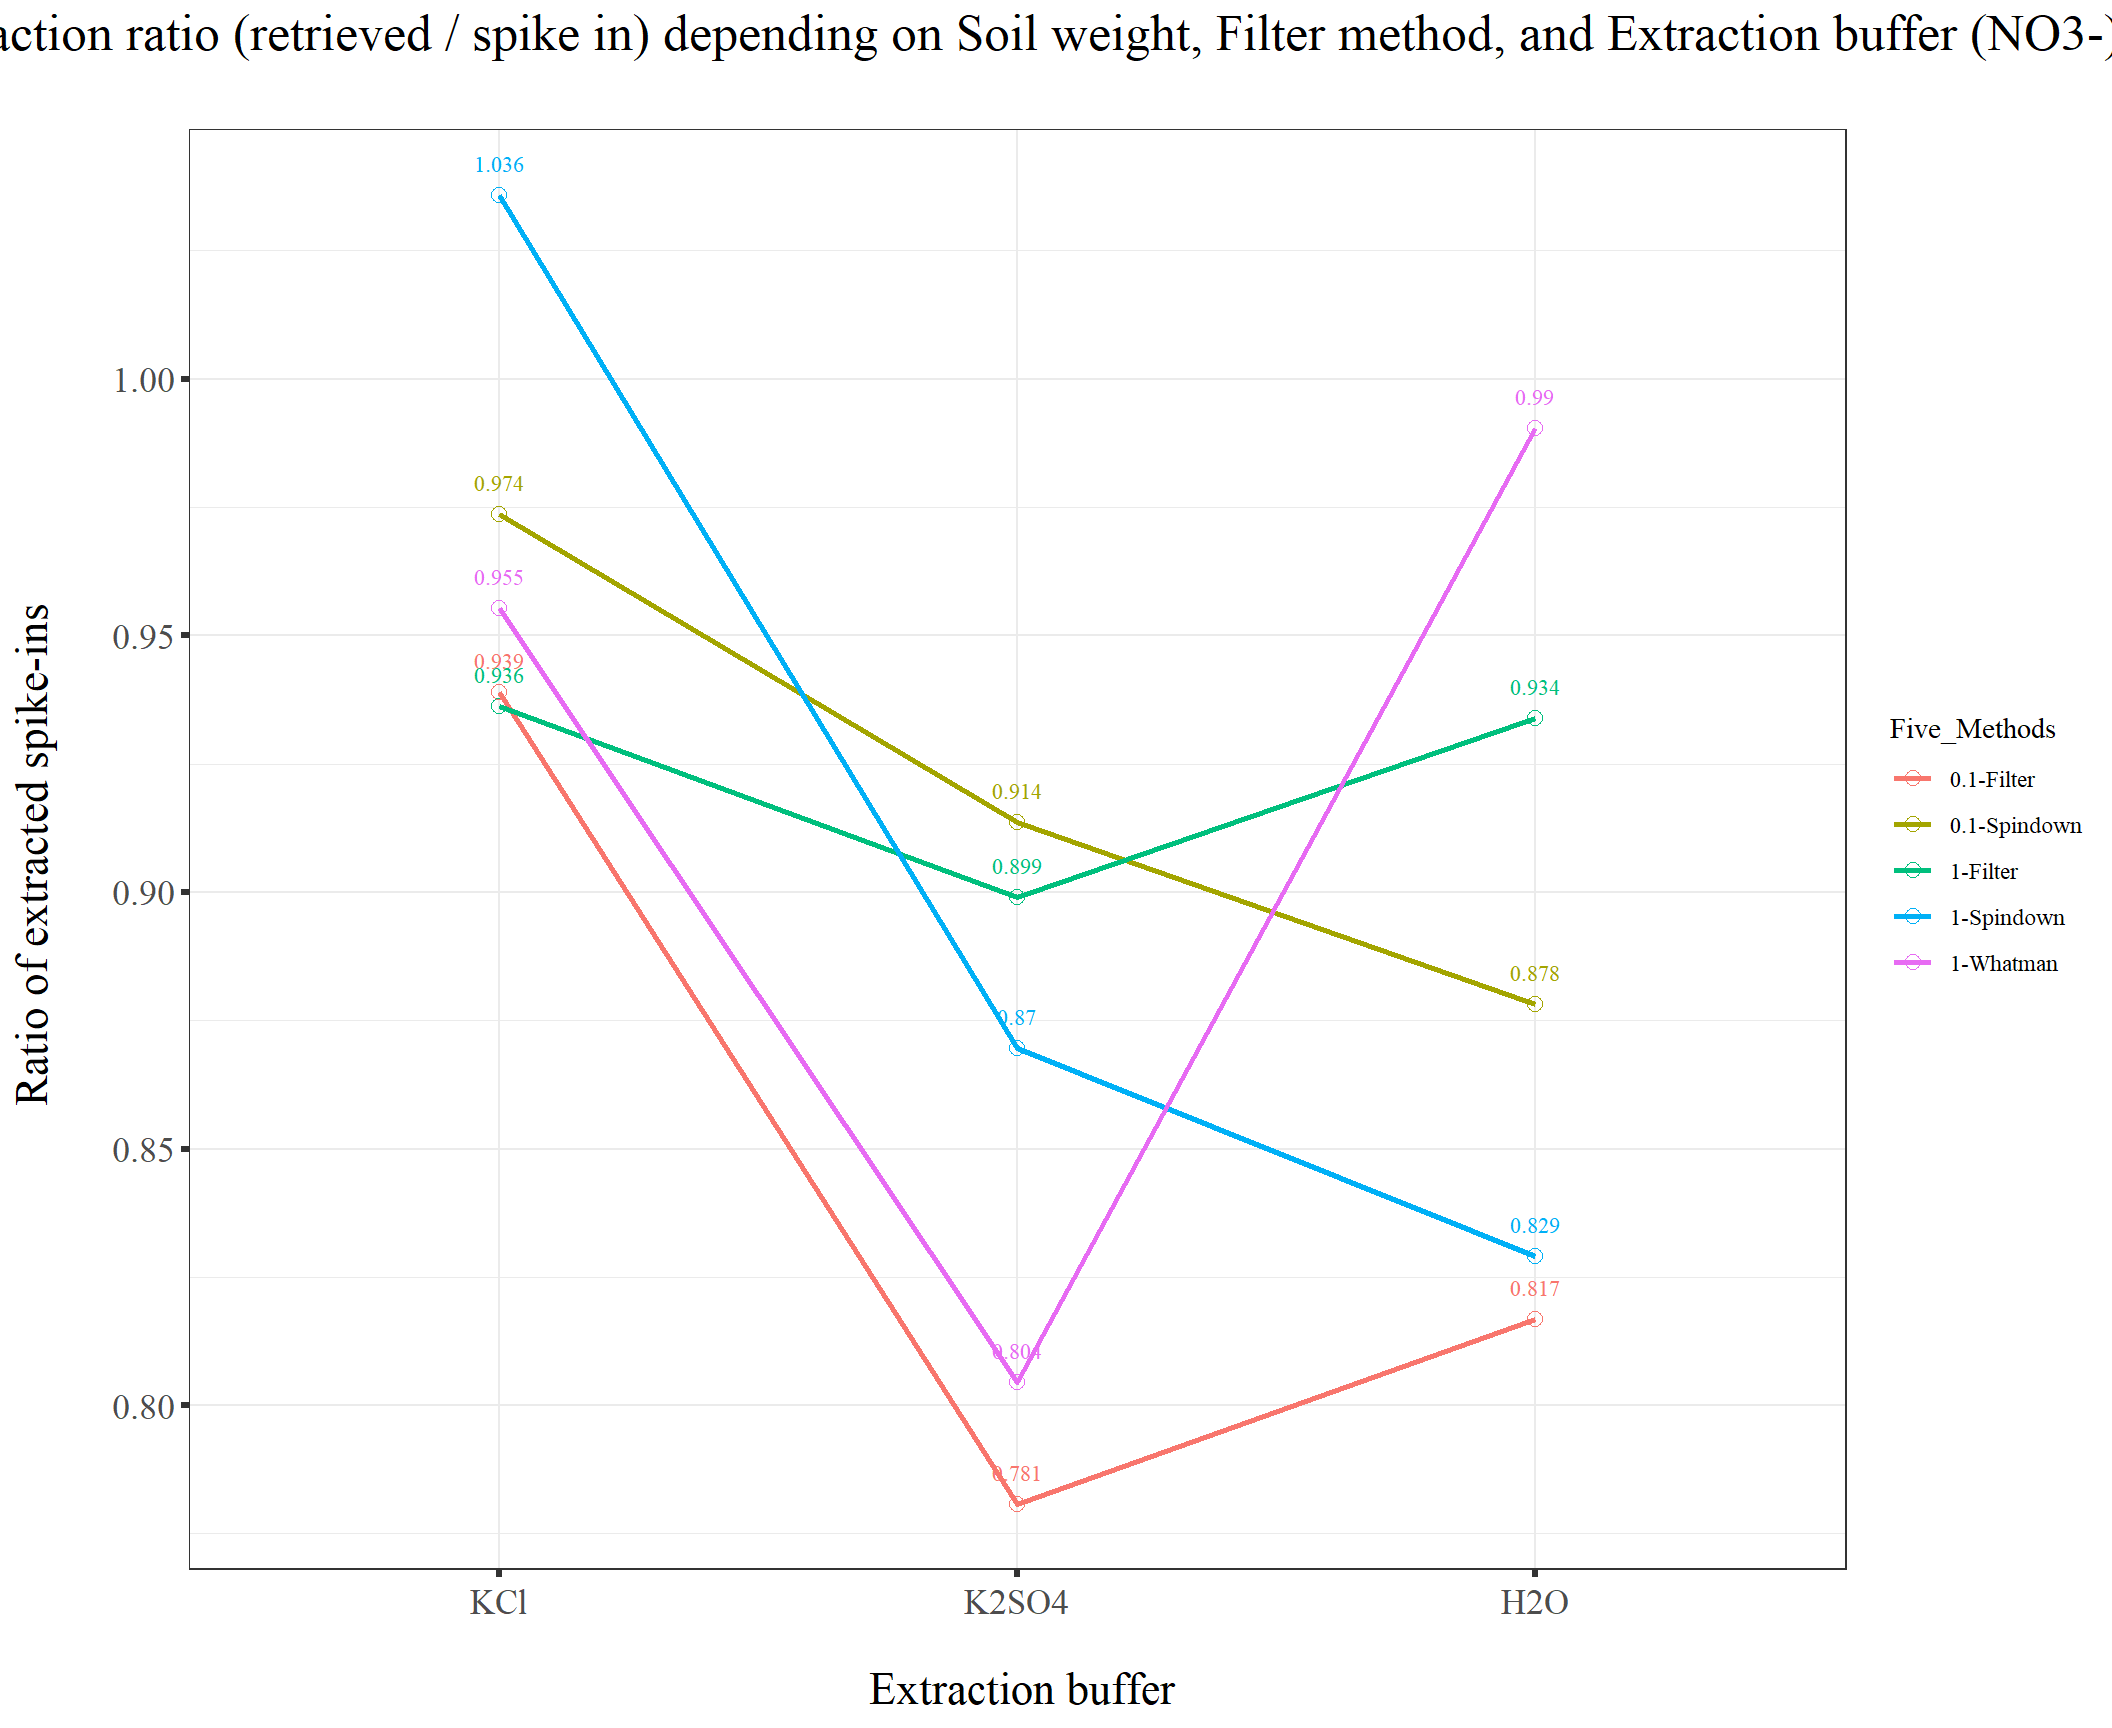 action ratio (retrieved / spike in) depending on Soil weight, Filter method, and Extraction buffer (NO3-)
1.036
0.99
0.974
0.955
0.939
0.936
0.934
0.914
0.899
0.878
0.87
0.829
0.817
0.804
0.781
1.00
0.95
0.90
0.85
0.80
Ratio of extracted spike-ins
KCl
K2SO4
H2O
Extraction buffer
Five_Methods
0.1-Filter
0.1-Spindown
1-Filter
1-Spindown
1-Whatman